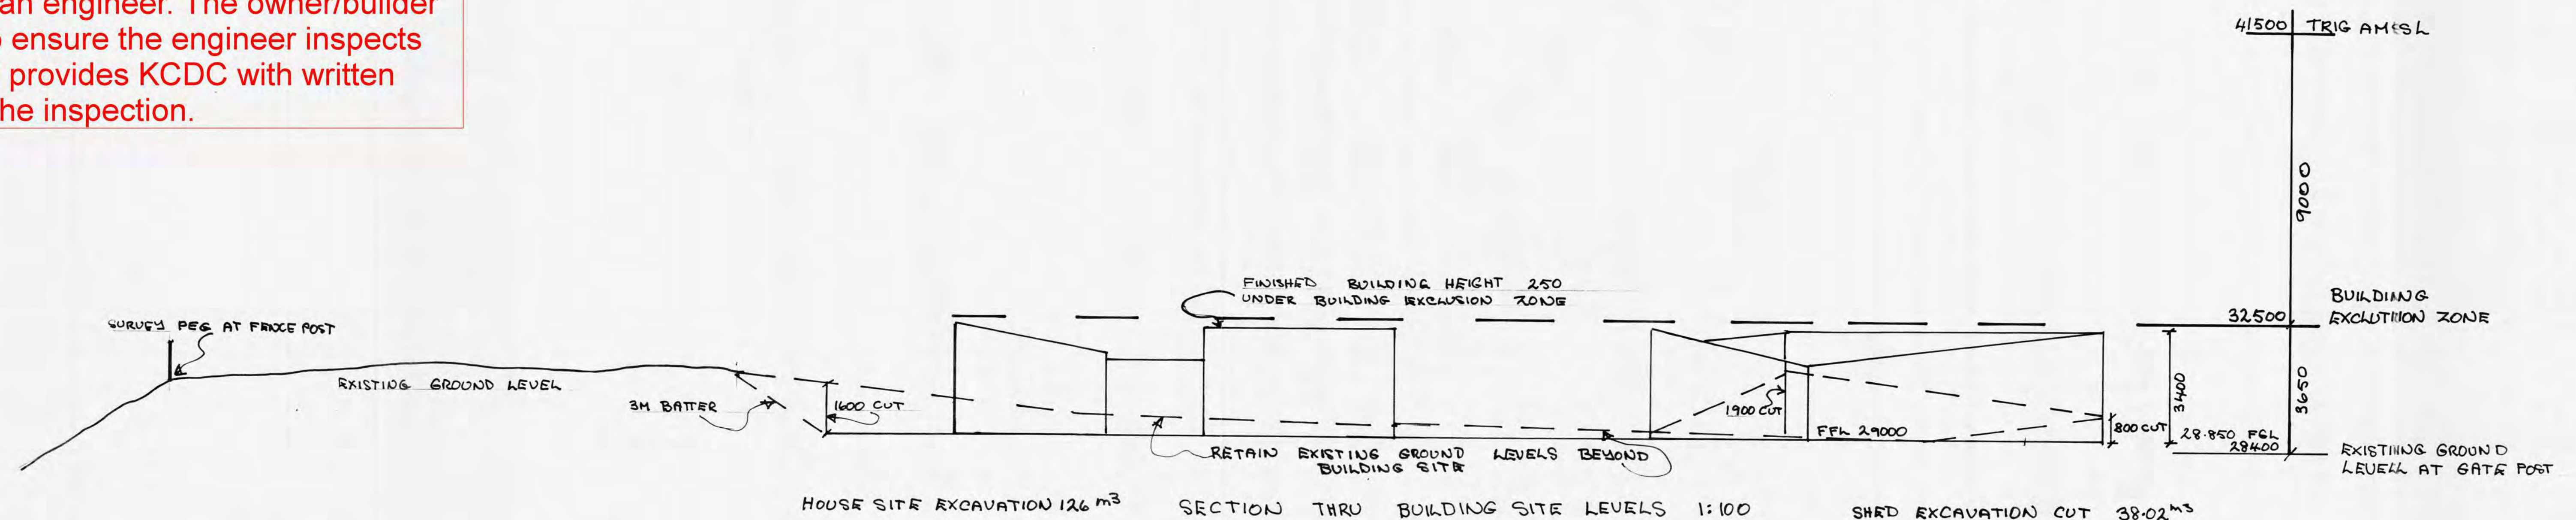 an engineer. The owner/builder
ensure the engineer inspects
provides KCDC with written
he inspection.
41500 TRIG AMSL
9000
FINISHED BUILDING HEIGHT 250
UNDER BUILDING EXCLUSION ZONE
BUILDIANG
32500 EXCLUTIION ZONE
SURVEY PEG AT FENCE POST
EXISTING GROUND LEVEL
3M BATTER
1600 CUT
1900 CUT
FFL 29000
800 CUT
3400
3650
28.850 FGL
28400
RETAIN EXISTING GROUND LEVELS BEYOND
BUILDING SITE
EXISTIING GROUND
LEVELL AT GATE POST
HOUSE SITE EXCAVATION 126 m3 SECTION THRU BUILDING SITE LEVELS 1:100 SHED EXCAVATION CUT 38.02 m3